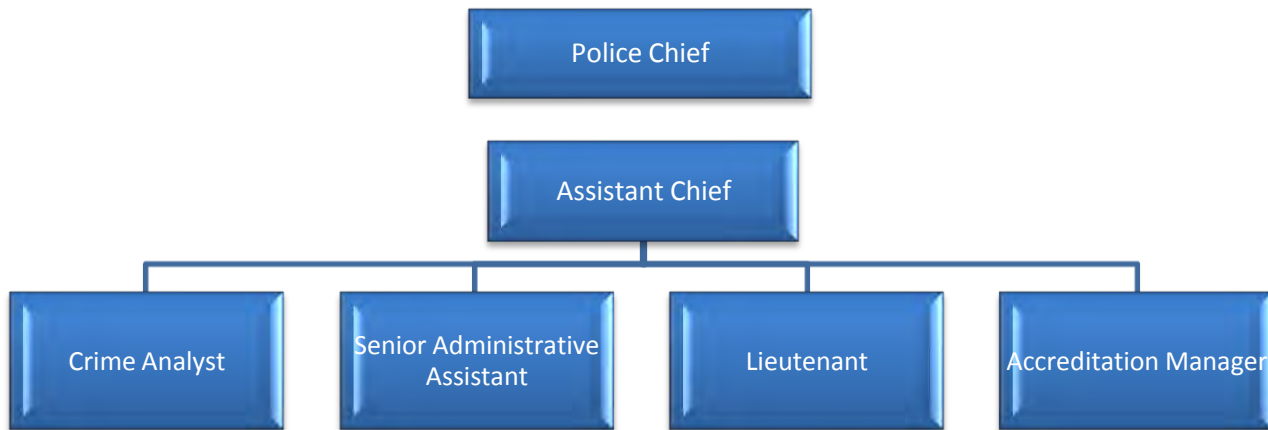 Police Chief
Assistant Chief
Crime Analyst
Senior Administrative
Assistant
Lieutenant
Accreditation Manager